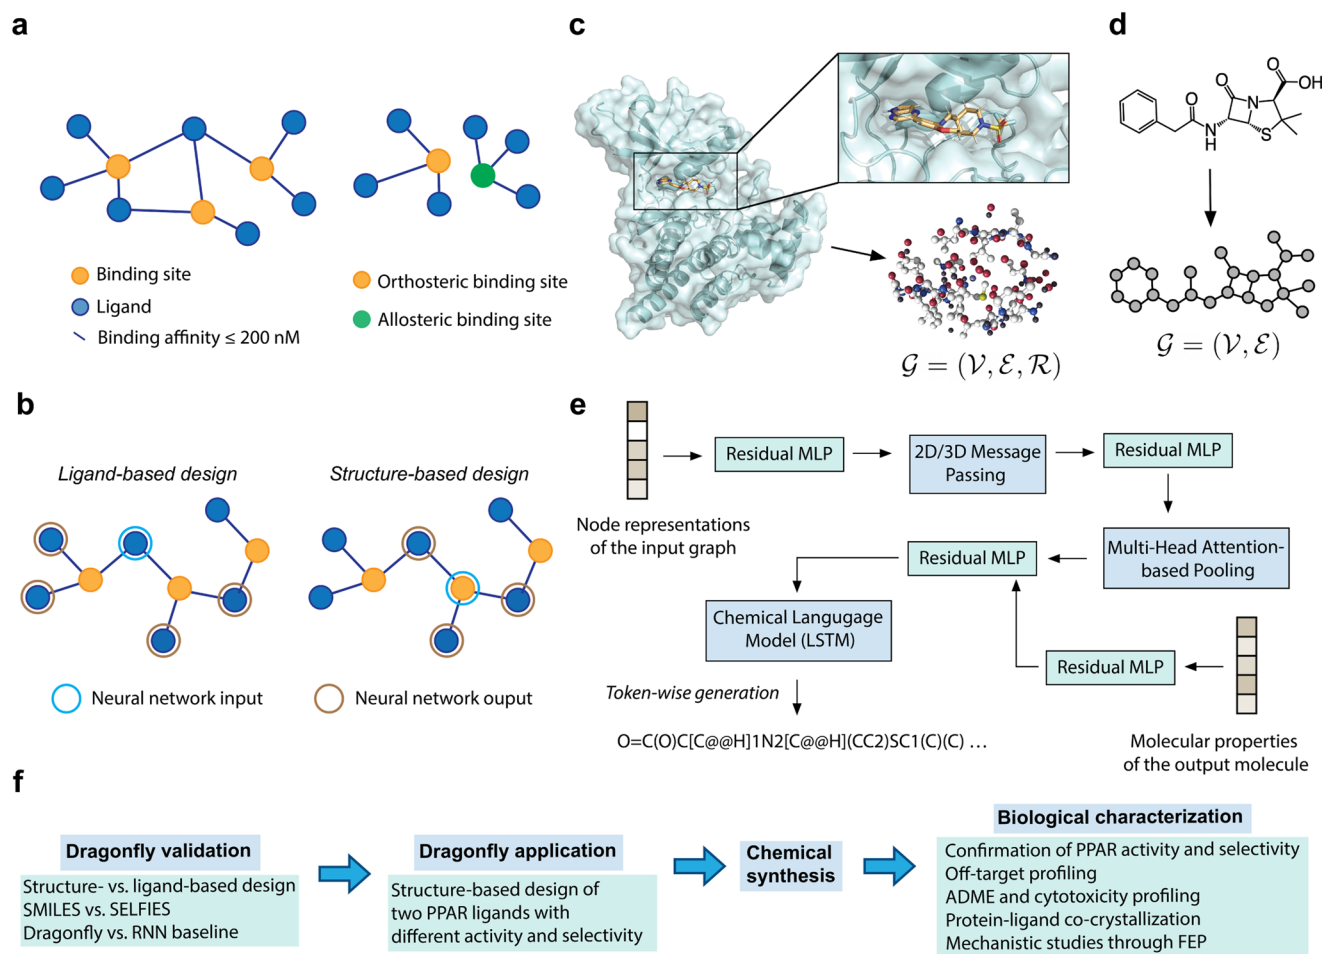 a
Binding site
Ligand
Binding affinity ≤ 200 nM
Orthosteric binding site
Allosteric binding site
b
Ligand-based design
Structure-based design
Neural network input
Neural network ouput
c
𝒢 = (𝒱, ℰ, ℛ)
d
O
O
OH
O
N
N
H
S
𝒢 = (𝒱, ℰ)
e
Node representations
of the input graph
Residual MLP
2D/3D Message
Passing
Residual MLP
Multi-Head Attention-
based Pooling
Residual MLP
Chemical Langugage
Model (LSTM)
Residual MLP
Molecular properties
of the output molecule
Token-wise generation
O=C(O)C[C@@H]1N2[C@@H](CC2)SC1(C)(C) ...
f
Dragonfly validation
Structure- vs. ligand-based design
SMILES vs. SELFIES
Dragonfly vs. RNN baseline
Dragonfly application
Structure-based design of
two PPAR ligands with
different activity and selectivity
Chemical
synthesis
Biological characterization
Confirmation of PPAR activity and selectivity
Off-target profiling
ADME and cytotoxicity profiling
Protein-ligand co-crystallization
Mechanistic studies through FEP